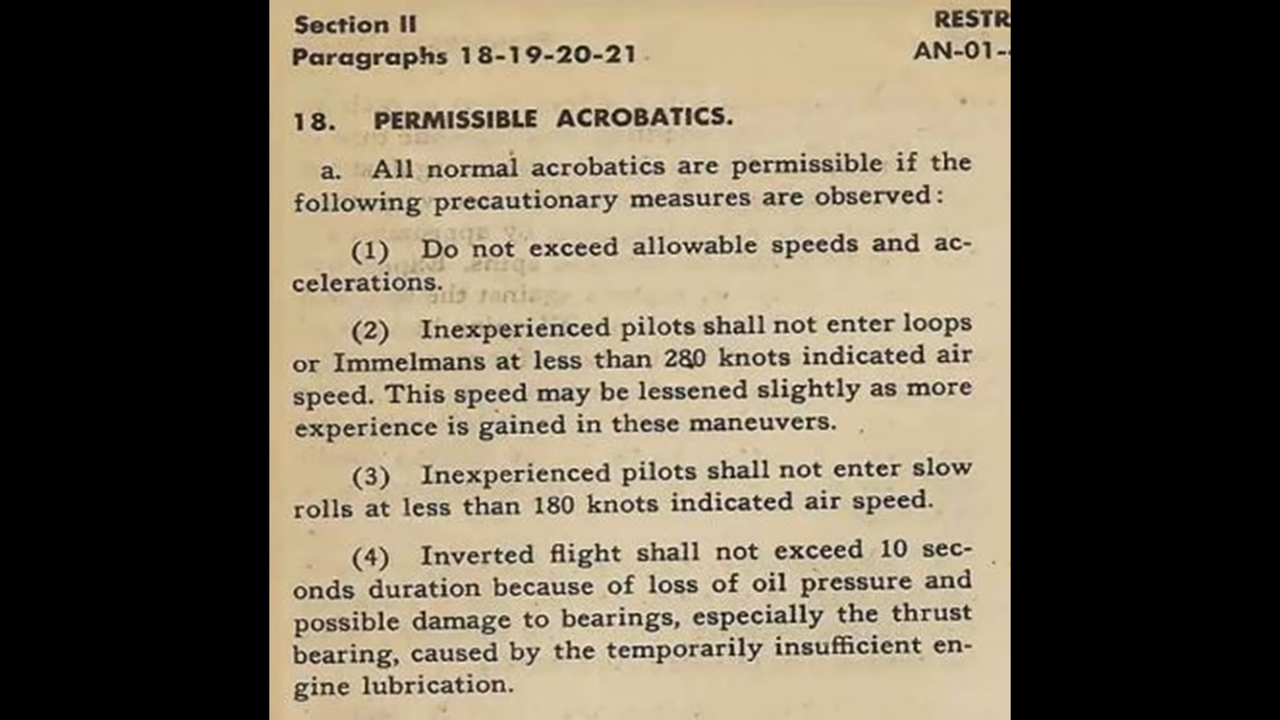 Section II
RESTR
Paragraphs 18-19-20-21
AN-01-
18. PERMISSIBLE ACROBATICS.
a. All normal acrobatics are permissible if the
following precautionary measures are observed:
(1) Do not exceed allowable speeds and ac-
celerations.
(2) Inexperienced pilots shall not enter loops
or Immelmans at less than 280 knots indicated air
speed. This speed may be lessened slightly as more
experience is gained in these maneuvers.
(3) Inexperienced pilots shall not enter slow
rolls at less than 180 knots indicated air speed.
(4) Inverted flight shall not exceed 10 sec-
onds duration because of loss of oil pressure and
possible damage to bearings, especially the thrust
bearing, caused by the temporarily insufficient en-
gine lubrication.